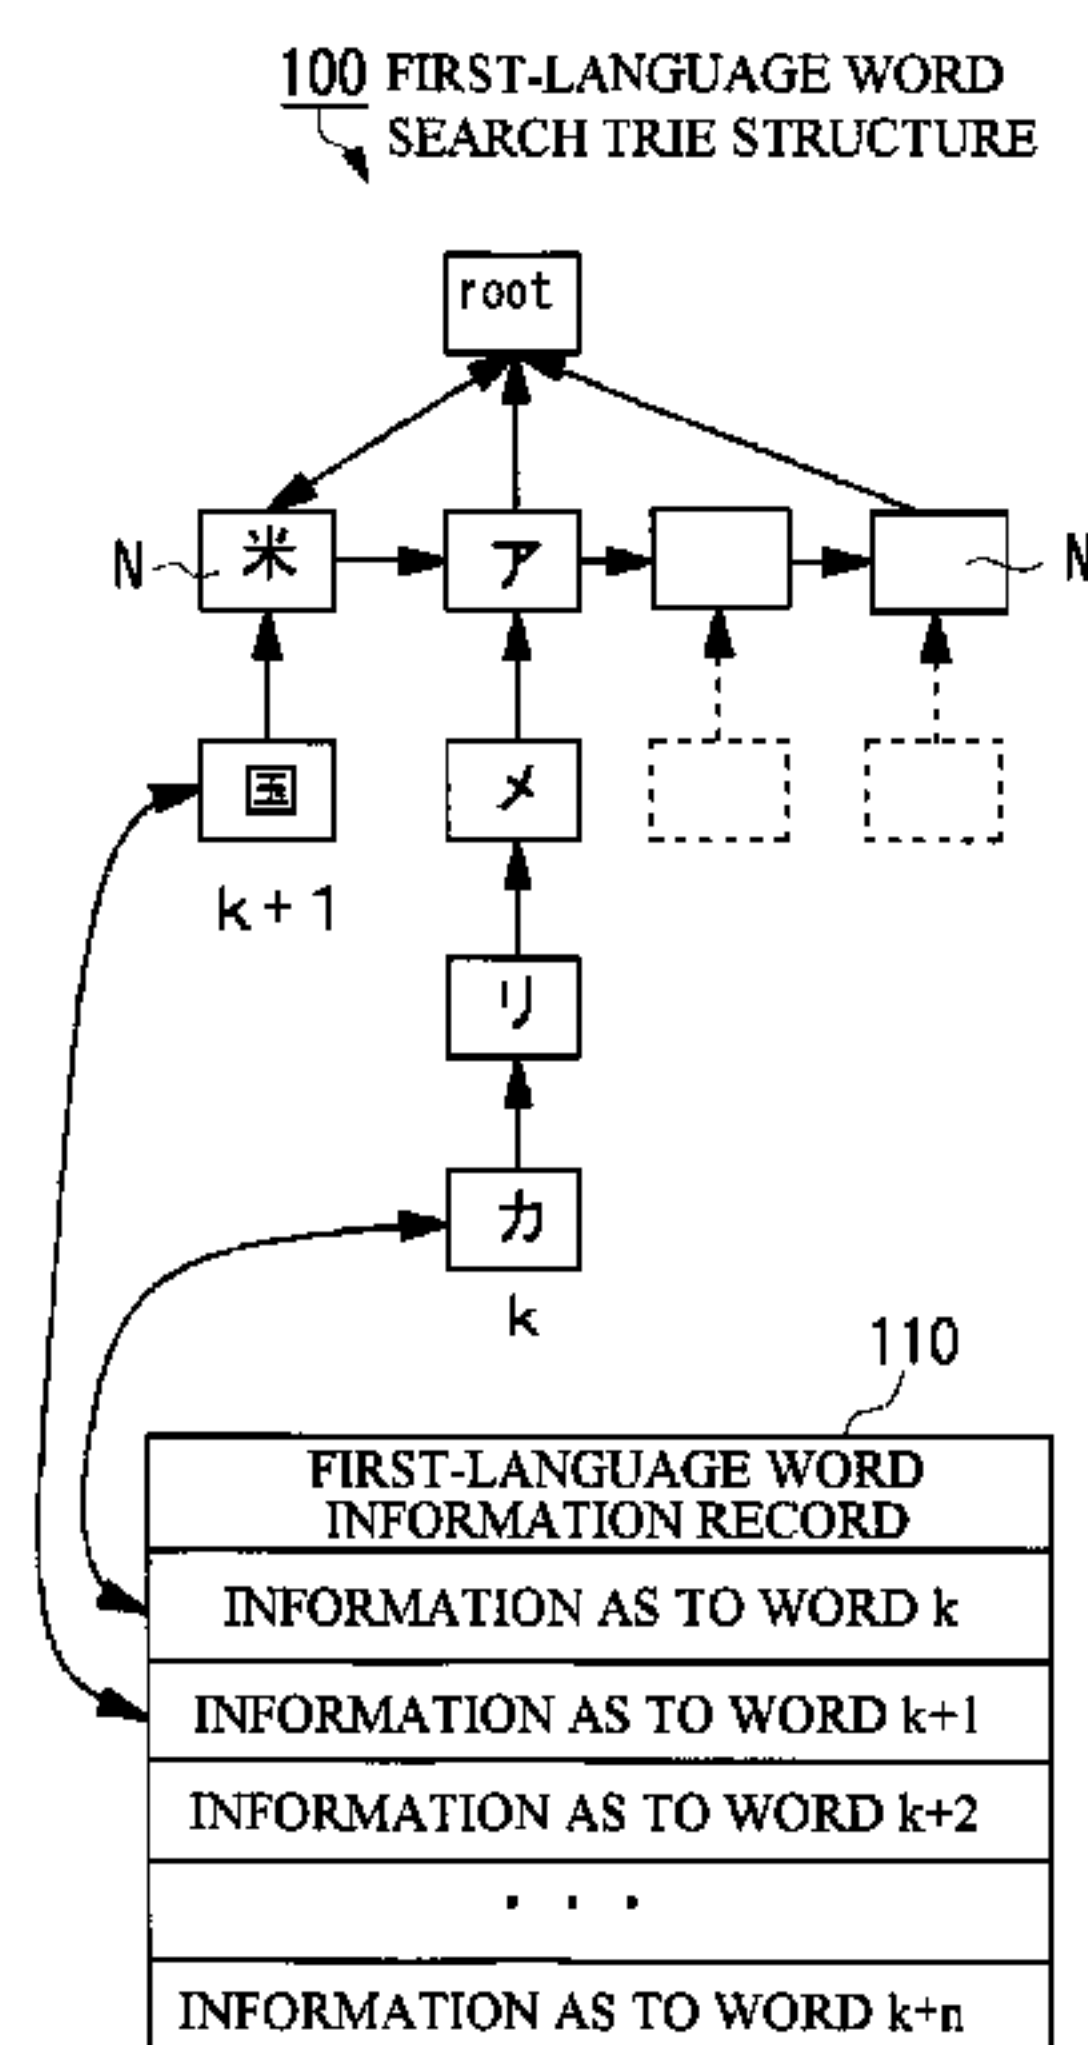 100 FIRST-LANGUAGE WORD
SEARCH TRIE STRUCTURE
root
N 米 ア N
国 メ
k+1
リ
カ
k
110
FIRST-LANGUAGE WORD
INFORMATION RECORD
INFORMATION AS TO WORD k
INFORMATION AS TO WORD k+1
INFORMATION AS TO WORD k+2
· · ·
INFORMATION AS TO WORD k+n